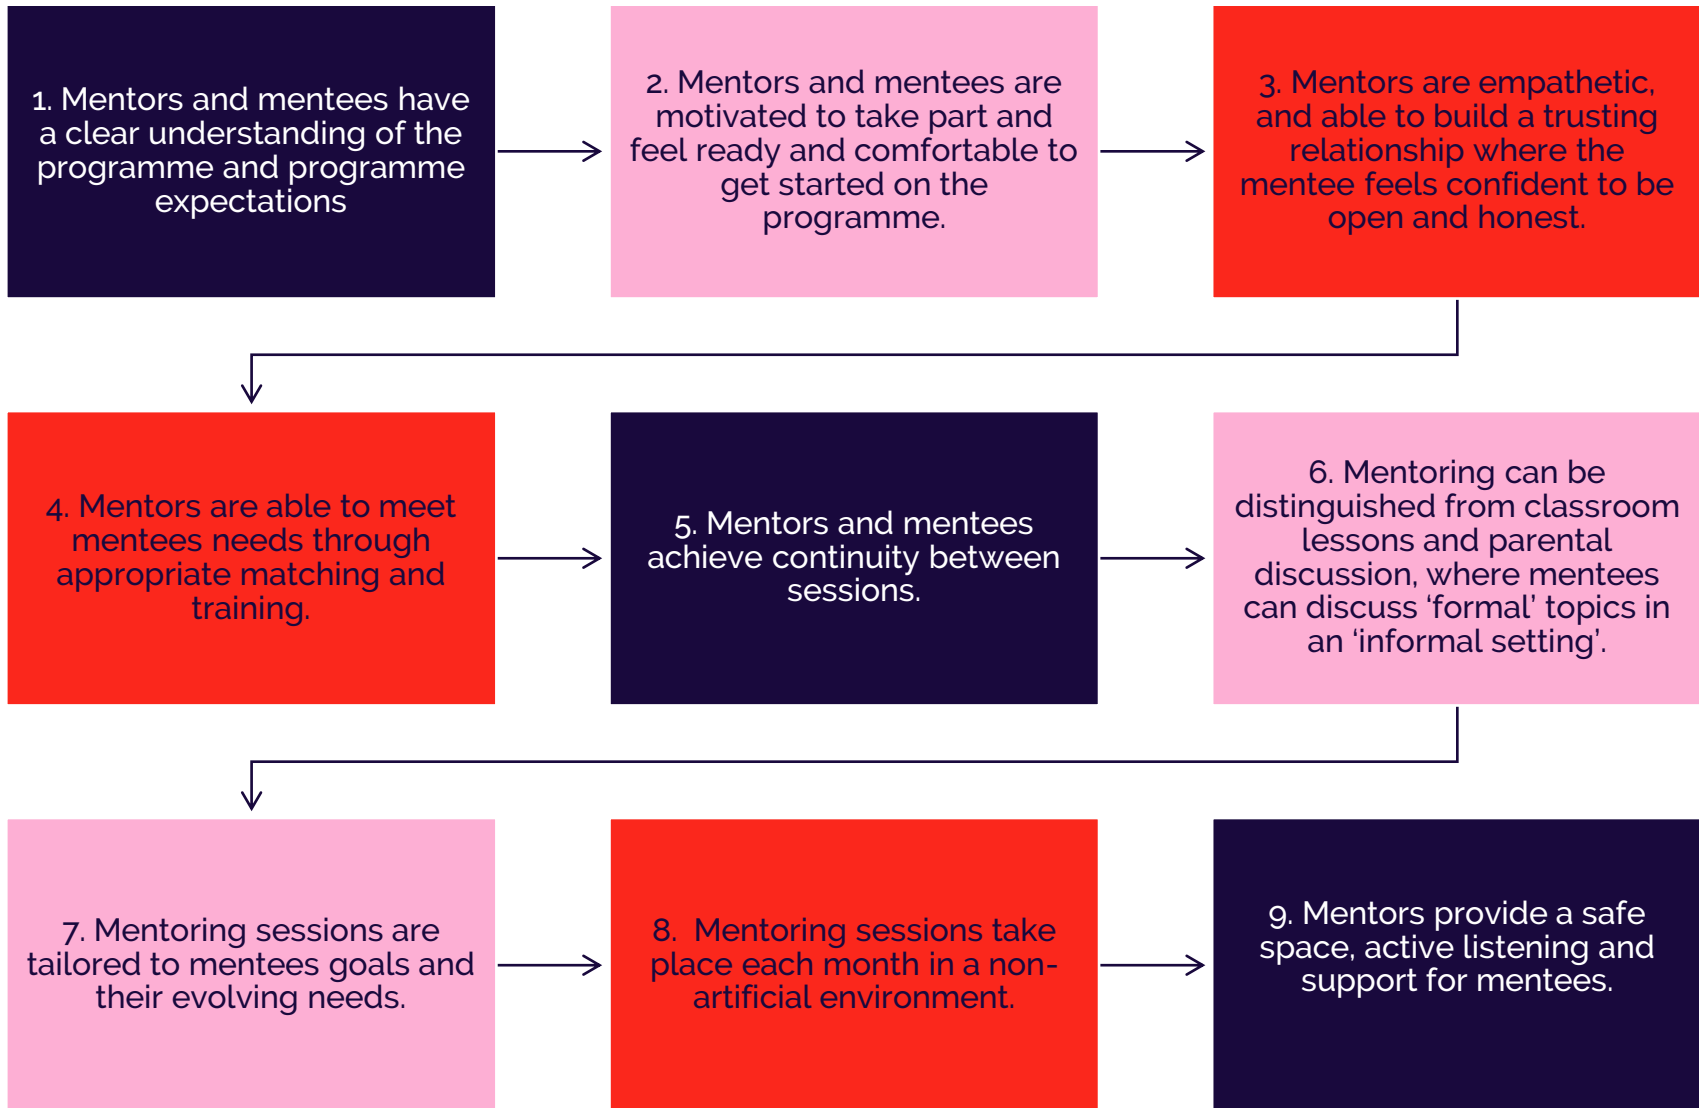 1. Mentors and mentees have
a clear understanding of the
programme and programme
expectations
2. Mentors and mentees are
motivated to take part and
feel ready and comfortable to
get started on the
programme.
3. Mentors are empathetic,
and able to build a trusting
relationship where the
mentee feels confident to be
open and honest.
4. Mentors are able to meet
mentees needs through
appropriate matching and
training.
5. Mentors and mentees
achieve continuity between
sessions.
6. Mentoring can be
distinguished from classroom
lessons and parental
discussion, where mentees
can discuss ‘formal’ topics in
an ‘informal setting’.
7. Mentoring sessions are
tailored to mentees goals and
their evolving needs.
8.  Mentoring sessions take
place each month in a non-
artificial environment.
9. Mentors provide a safe
space, active listening and
support for mentees.